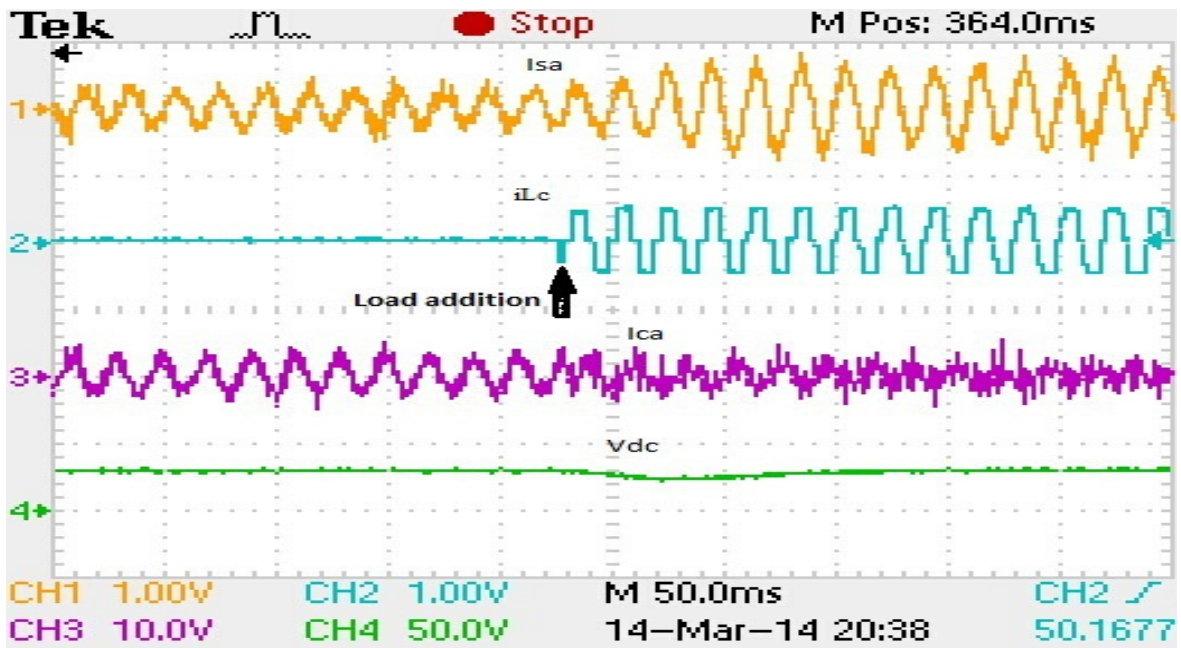 Tek Stop M Pos: 364.0ms
Isa
1
iLc
2
Load addition
Ica
3
Vdc
4
CH1 1.00V CH2 1.00V M 50.0ms CH2
CH3 10.0V CH4 50.0V 14-Mar-14 20:38 50.1677